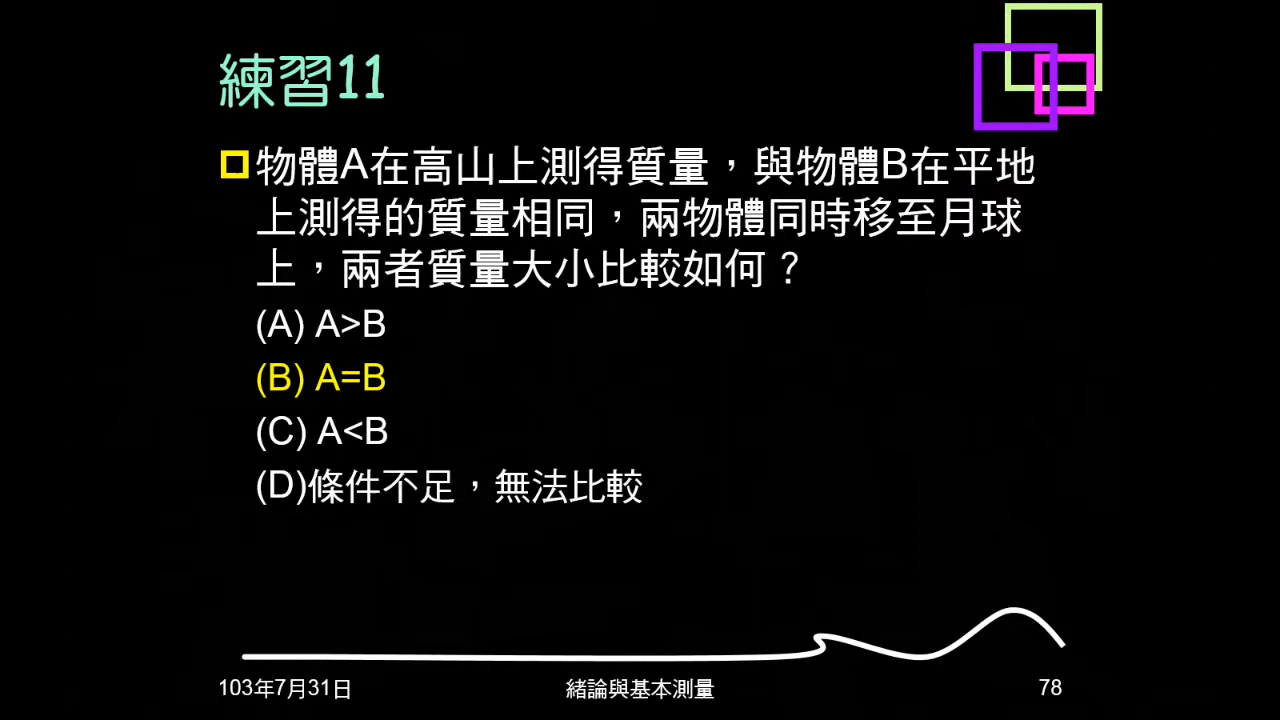 練習11
物體A在高山上測得質量，與物體B在平地
上測得的質量相同，兩物體同時移至月球
上，兩者質量大小比較如何？
(A) A>B
(B) A=B
(C) A<B
(D)條件不足，無法比較
103年7月31日
緒論與基本測量
78